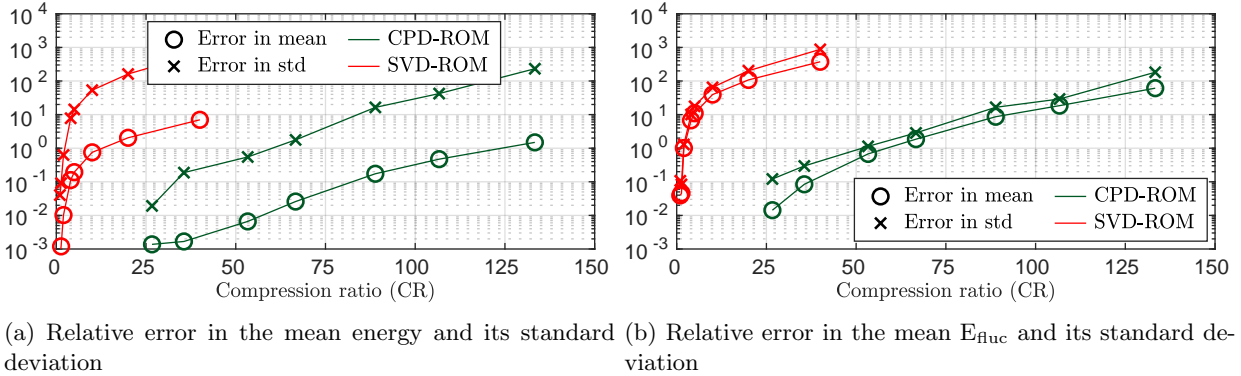 10^4
10^3
10^2
10^1
10^0
10^-1
10^-2
10^-3
0
25
50
75
100
125
150
Error in mean
Error in std
CPD-ROM
SVD-ROM
Compression ratio (CR)
(a) Relative error in the mean energy and its standard
deviation
10^4
10^3
10^2
10^1
10^0
10^-1
10^-2
10^-3
0
25
50
75
100
125
150
Error in mean
Error in std
CPD-ROM
SVD-ROM
Compression ratio (CR)
(b) Relative error in the mean E_fluc and its standard de-
viation